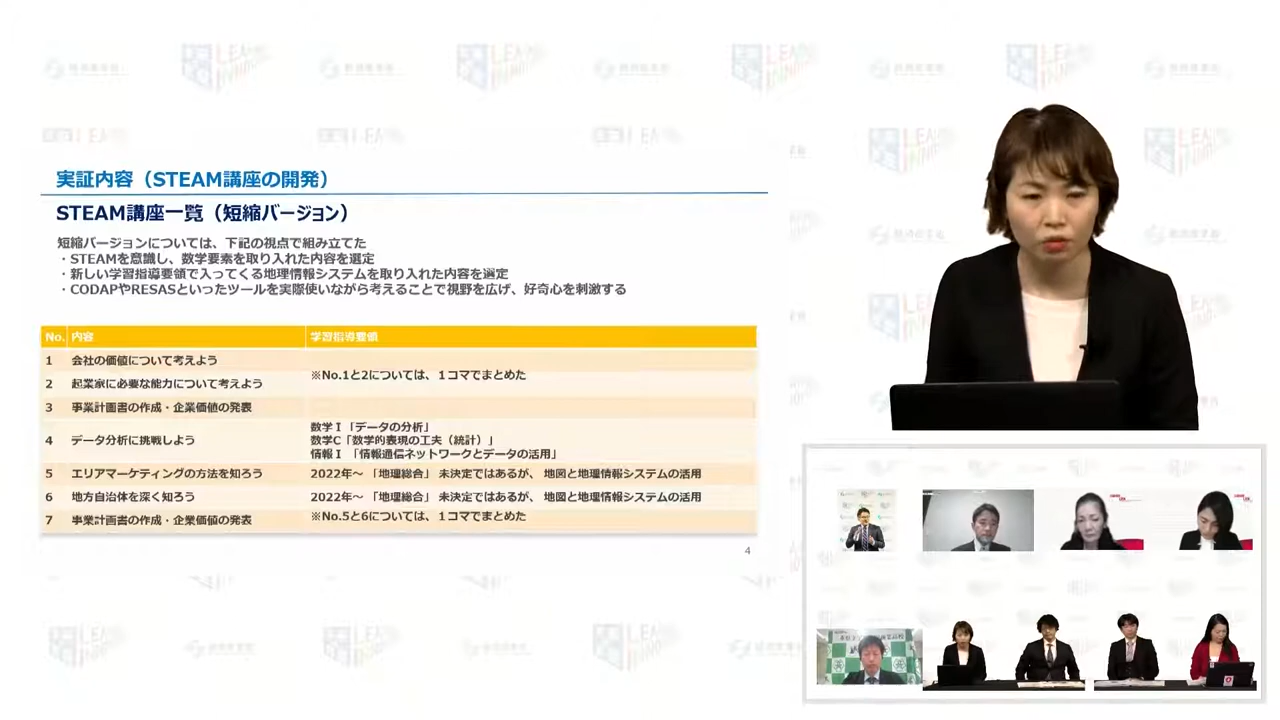 実証内容（STEAM講座の開発）
STEAM講座一覧（短縮バージョン）
短縮バージョンについては、下記の視点で組み立てた
・STEAMを意識し、数学要素を取り入れた内容を選定
・新しい学習指導要領で入ってくる地理情報システムを取り入れた内容を選定
・CODAPやRESASといったツールを実際使いながら考えることで視野を広げ、好奇心を刺激する
No. 内容 学習指導要領
1 会社の価値について考えよう
※No.1と2については、１コマでまとめた
2 起業家に必要な能力について考えよう
3 事業計画書の作成・企業価値の発表
数学Ⅰ「データの分析」
4 データ分析に挑戦しよう 数学C「数学的表現の工夫（統計）」
情報Ⅰ 「情報通信ネットワークとデータの活用」
5 エリアマーケティングの方法を知ろう 2022年～ 「地理総合」 未決定ではあるが、 地図と地理情報システムの活用
6 地方自治体を深く知ろう 2022年～ 「地理総合」 未決定ではあるが、 地図と地理情報システムの活用
7 事業計画書の作成・企業価値の発表 ※No.5と6については、１コマでまとめた
4